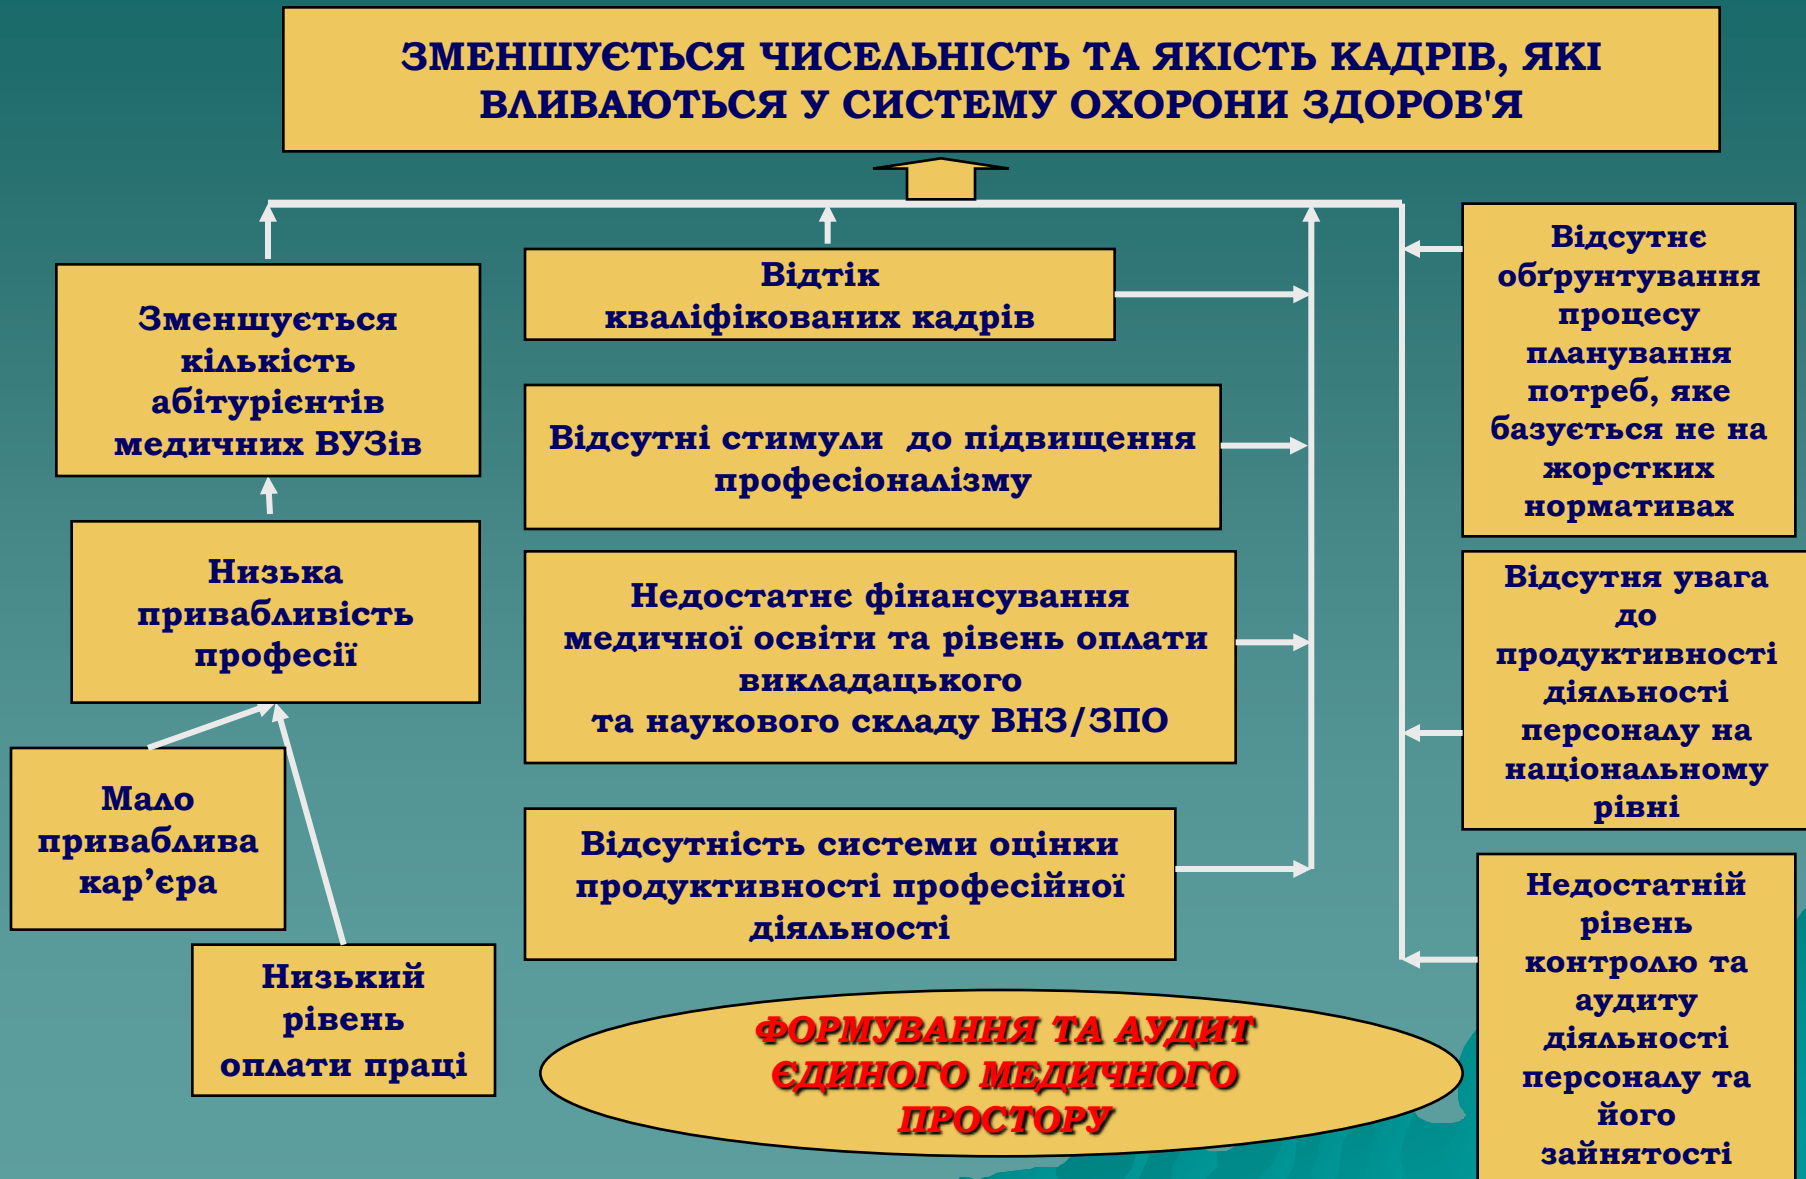 ЗМЕНШУЄТЬСЯ ЧИСЕЛЬНІСТЬ ТА ЯКІСТЬ КАДРІВ, ЯКІ
ВЛИВАЮТЬСЯ У СИСТЕМУ ОХОРОНИ ЗДОРОВ'Я
Зменшується
кількість
абітурієнтів
медичних ВУЗів
Низька
привабливість
професії
Мало
приваблива
кар’єра
Низький
рівень
оплати праці
Відтік
кваліфікованих кадрів
Відсутні стимули до підвищення
професіоналізму
Недостатнє фінансування
медичної освіти та рівень оплати
викладацького
та наукового складу ВНЗ/ЗПО
Відсутність системи оцінки
продуктивності професійної
діяльності
ФОРМУВАННЯ ТА АУДИТ
ЄДИНОГО МЕДИЧНОГО
ПРОСТОРУ
Відсутнє
обґрунтування
процесу
планування
потреб, яке
базується не на
жорстких
нормативах
Відсутня увага
до
продуктивності
діяльності
персоналу на
національному
рівні
Недостатній
рівень
контролю та
аудиту
діяльності
персоналу та
його
зайнятості